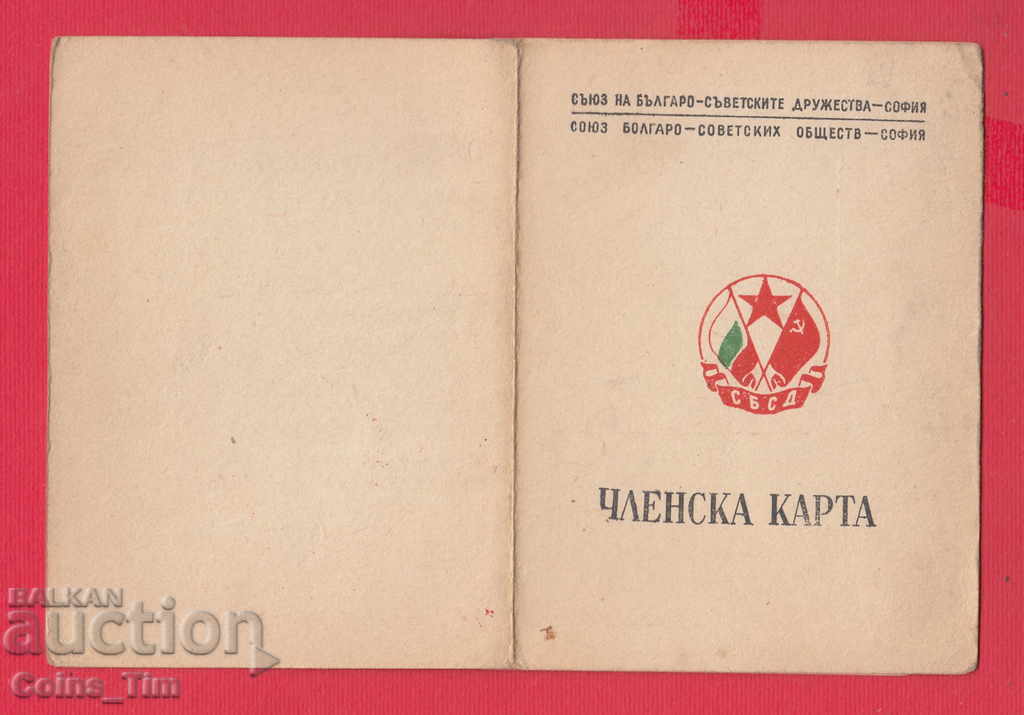 СЪЮЗ НА БЪЛГАРО-СЪВЕТСКИТЕ ДРУЖЕСТВА—СОФИЯ
СОЮЗ БОЛГАРО—СОВЕТСКИХ ОБЩЕСТВ—СОФИЯ
СБСД
ЧЛЕНСКА КАРТА
BALKAN
auction
Coins_Tim